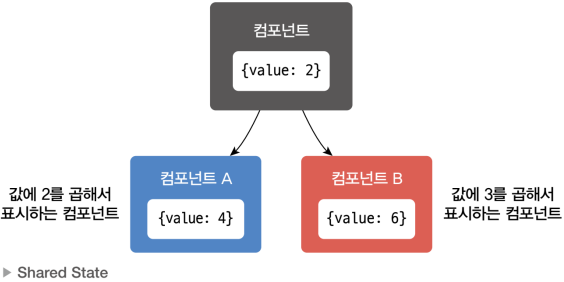 컴포넌트
{value: 2}
컴포넌트 A
{value: 4}
컴포넌트 B
{value: 6}
값에 2를 곱해서
표시하는 컴포넌트
값에 3를 곱해서
표시하는 컴포넌트
▶ Shared State